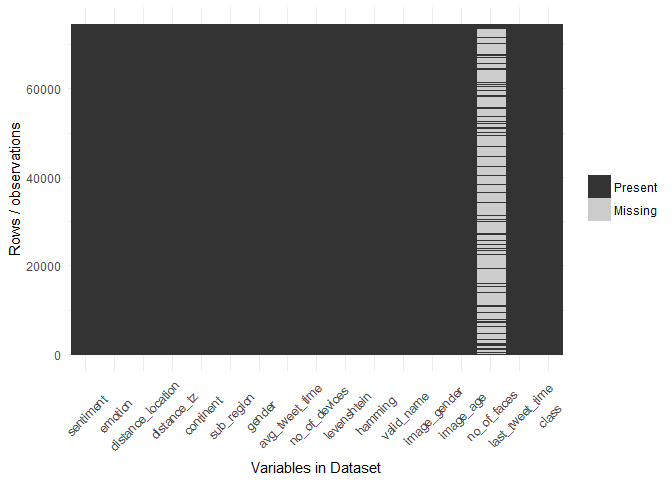 Rows / observations
60000
40000
20000
0
Present
Missing
sentiment
emotion
distance_location
distance_tz
continent
sub_region
gender
avg_tweet_time
no_of_devices
levenshtein
hamming
valid_name
image_gender
image_age
no_of_faces
last_tweet_time
class
Variables in Dataset